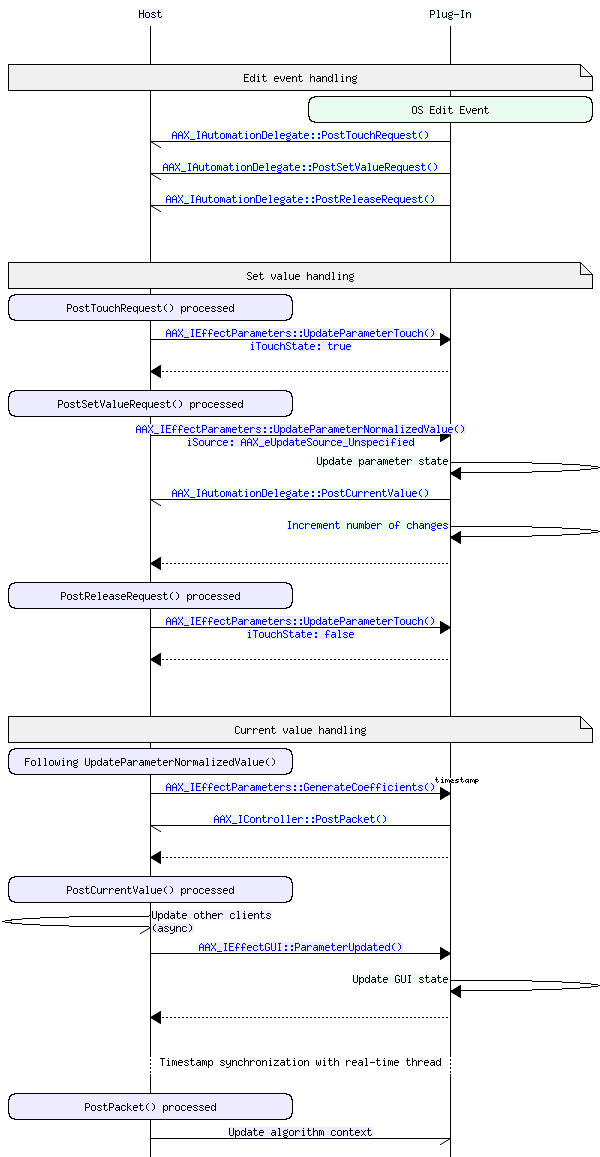 Host Plug-In
Edit event handling
OS Edit Event
AAX_IAutomationDelegate::PostTouchRequest()
AAX_IAutomationDelegate::PostSetValueRequest()
AAX_IAutomationDelegate::PostReleaseRequest()
Set value handling
PostTouchRequest() processed
AAX_IEffectParameters::UpdateParameterTouch()
iTouchState: true
PostSetValueRequest() processed
AAX_IEffectParameters::UpdateParameterNormalizedValue()
iSource: AAX_eUpdateSource_Unspecified
Update parameter state
AAX_IAutomationDelegate::PostCurrentValue()
Increment number of changes
PostReleaseRequest() processed
AAX_IEffectParameters::UpdateParameterTouch()
iTouchState: false
Current value handling
Following UpdateParameterNormalizedValue()
timestamp
AAX_IEffectParameters::GenerateCoefficients()
AAX_IController::PostPacket()
PostCurrentValue() processed
Update other clients
(async)
AAX_IEffectGUI::ParameterUpdated()
Update GUI state
Timestamp synchronization with real-time thread
PostPacket() processed
Update algorithm context